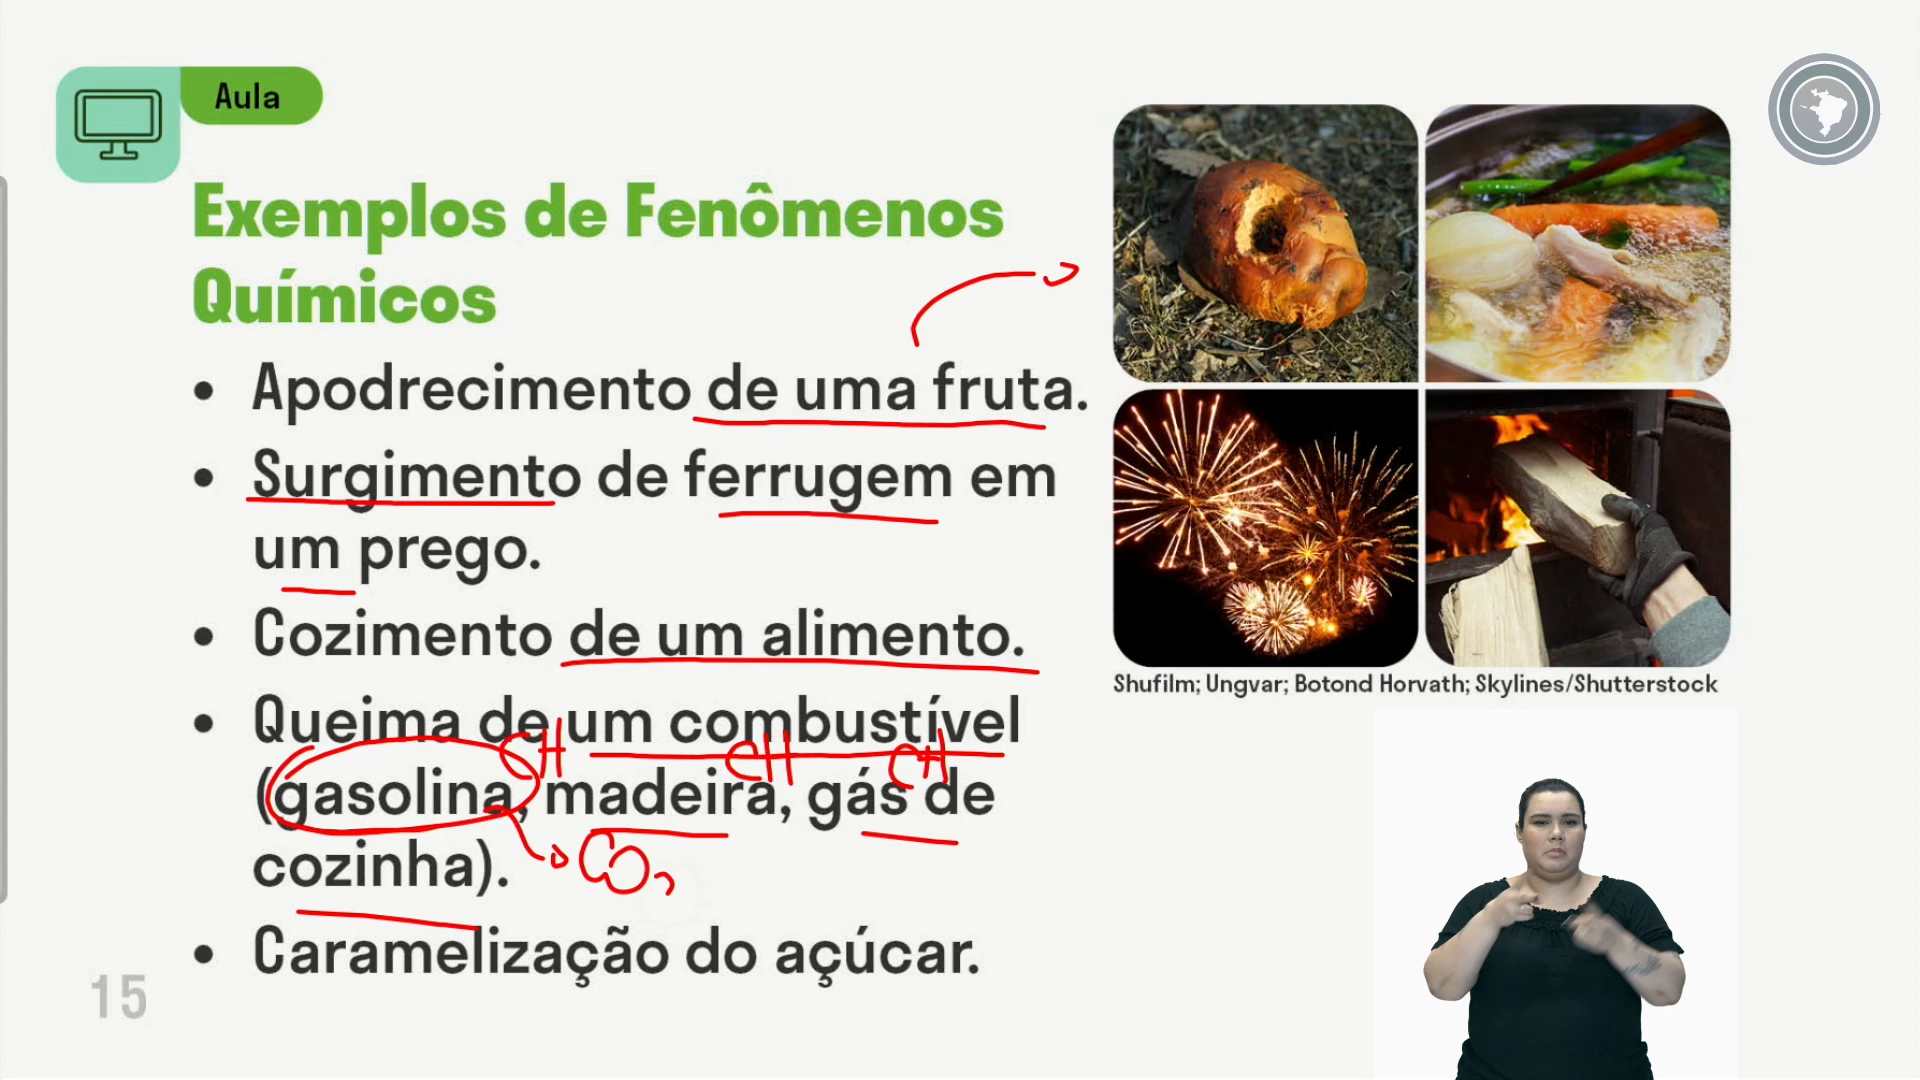 Aula
Exemplos de Fenômenos
Químicos
• Apodrecimento de uma fruta.
• Surgimento de ferrugem em
um prego.
• Cozimento de um alimento.
• Queima de um combustível
CH CH CH
(gasolina, madeira, gás de
cozinha).
CO₂
• Caramelização do açúcar.
15
Shufilm; Ungvar; Botond Horvath; Skylines/Shutterstock